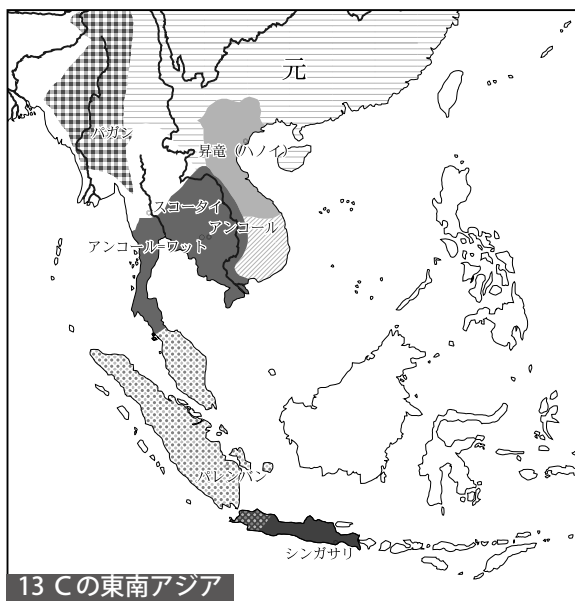 元
パガン
昇竜（ハノイ）
スコータイ
アンコール
アンコール=ワット
パレンバン
シンガサリ
13 Cの東南アジア